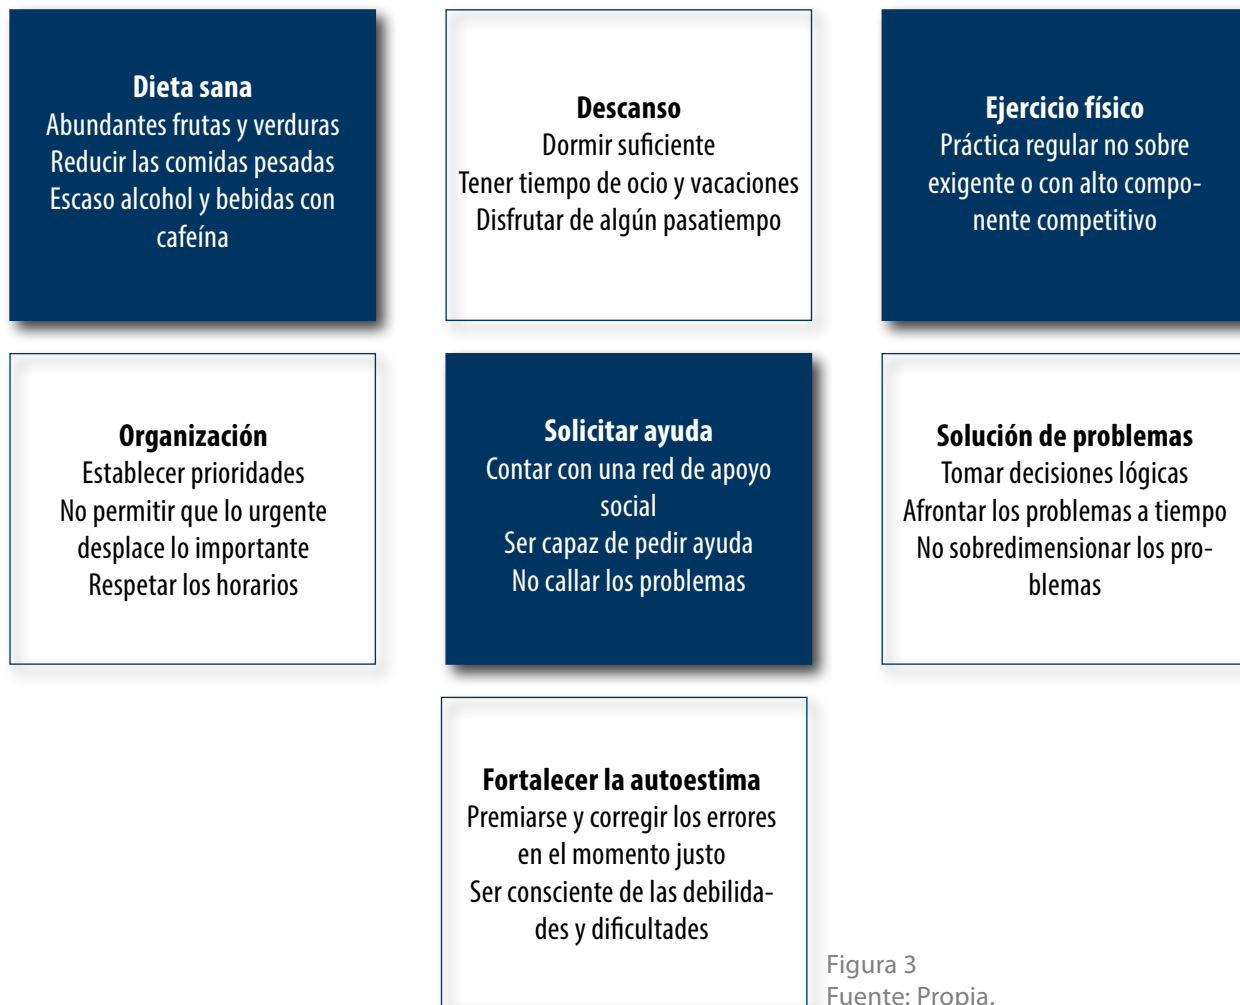 Dieta sana
Abundantes frutas y verduras
Reducir las comidas pesadas
Escaso alcohol y bebidas con
cafeína
Descanso
Dormir suficiente
Tener tiempo de ocio y vacaciones
Disfrutar de algún pasatiempo
Ejercicio físico
Práctica regular no sobre
exigente o con alto compo-
nente competitivo
Organización
Establecer prioridades
No permitir que lo urgente
desplace lo importante
Respetar los horarios
Solicitar ayuda
Contar con una red de apoyo
social
Ser capaz de pedir ayuda
No callar los problemas
Solución de problemas
Tomar decisiones lógicas
Afrontar los problemas a tiempo
No sobredimensionar los pro-
blemas
Fortalecer la autoestima
Premiarse y corregir los errores
en el momento justo
Ser consciente de las debilida-
des y dificultades
Figura 3
Fuente: Propia.